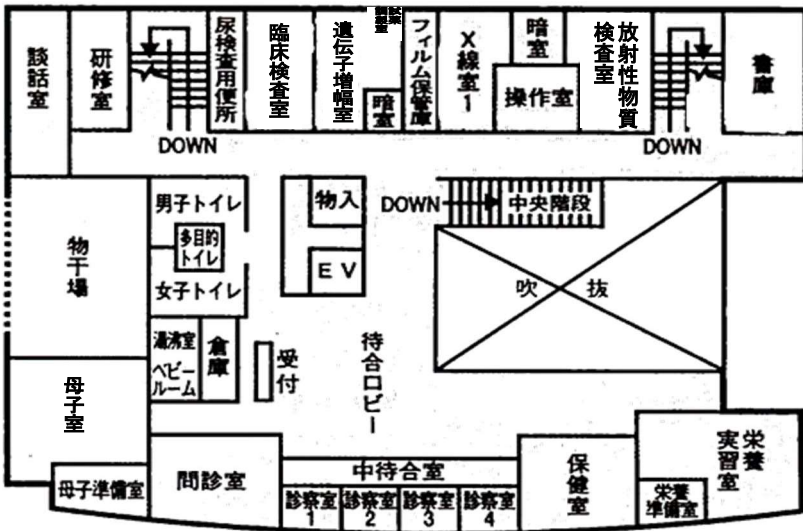 談話室
研修室
DOWN
尿検査用便所
臨床検査室
遺伝子増幅室
暗室
フィルム保管庫
X線室1
暗室
操作室
放射性物質検査室
DOWN
書庫
物干場
男子トイレ
多目的
トイレ
女子トイレ
物入
EV
DOWN
中央階段
吹抜
湯沸室
ベビー
ルーム
倉庫
受付
待合ロビー
母子室
母子準備室
問診室
中待合室
診察室
1
診察室
2
診察室
3
診察室
4
保健室
栄養
実習室
栄養
準備室